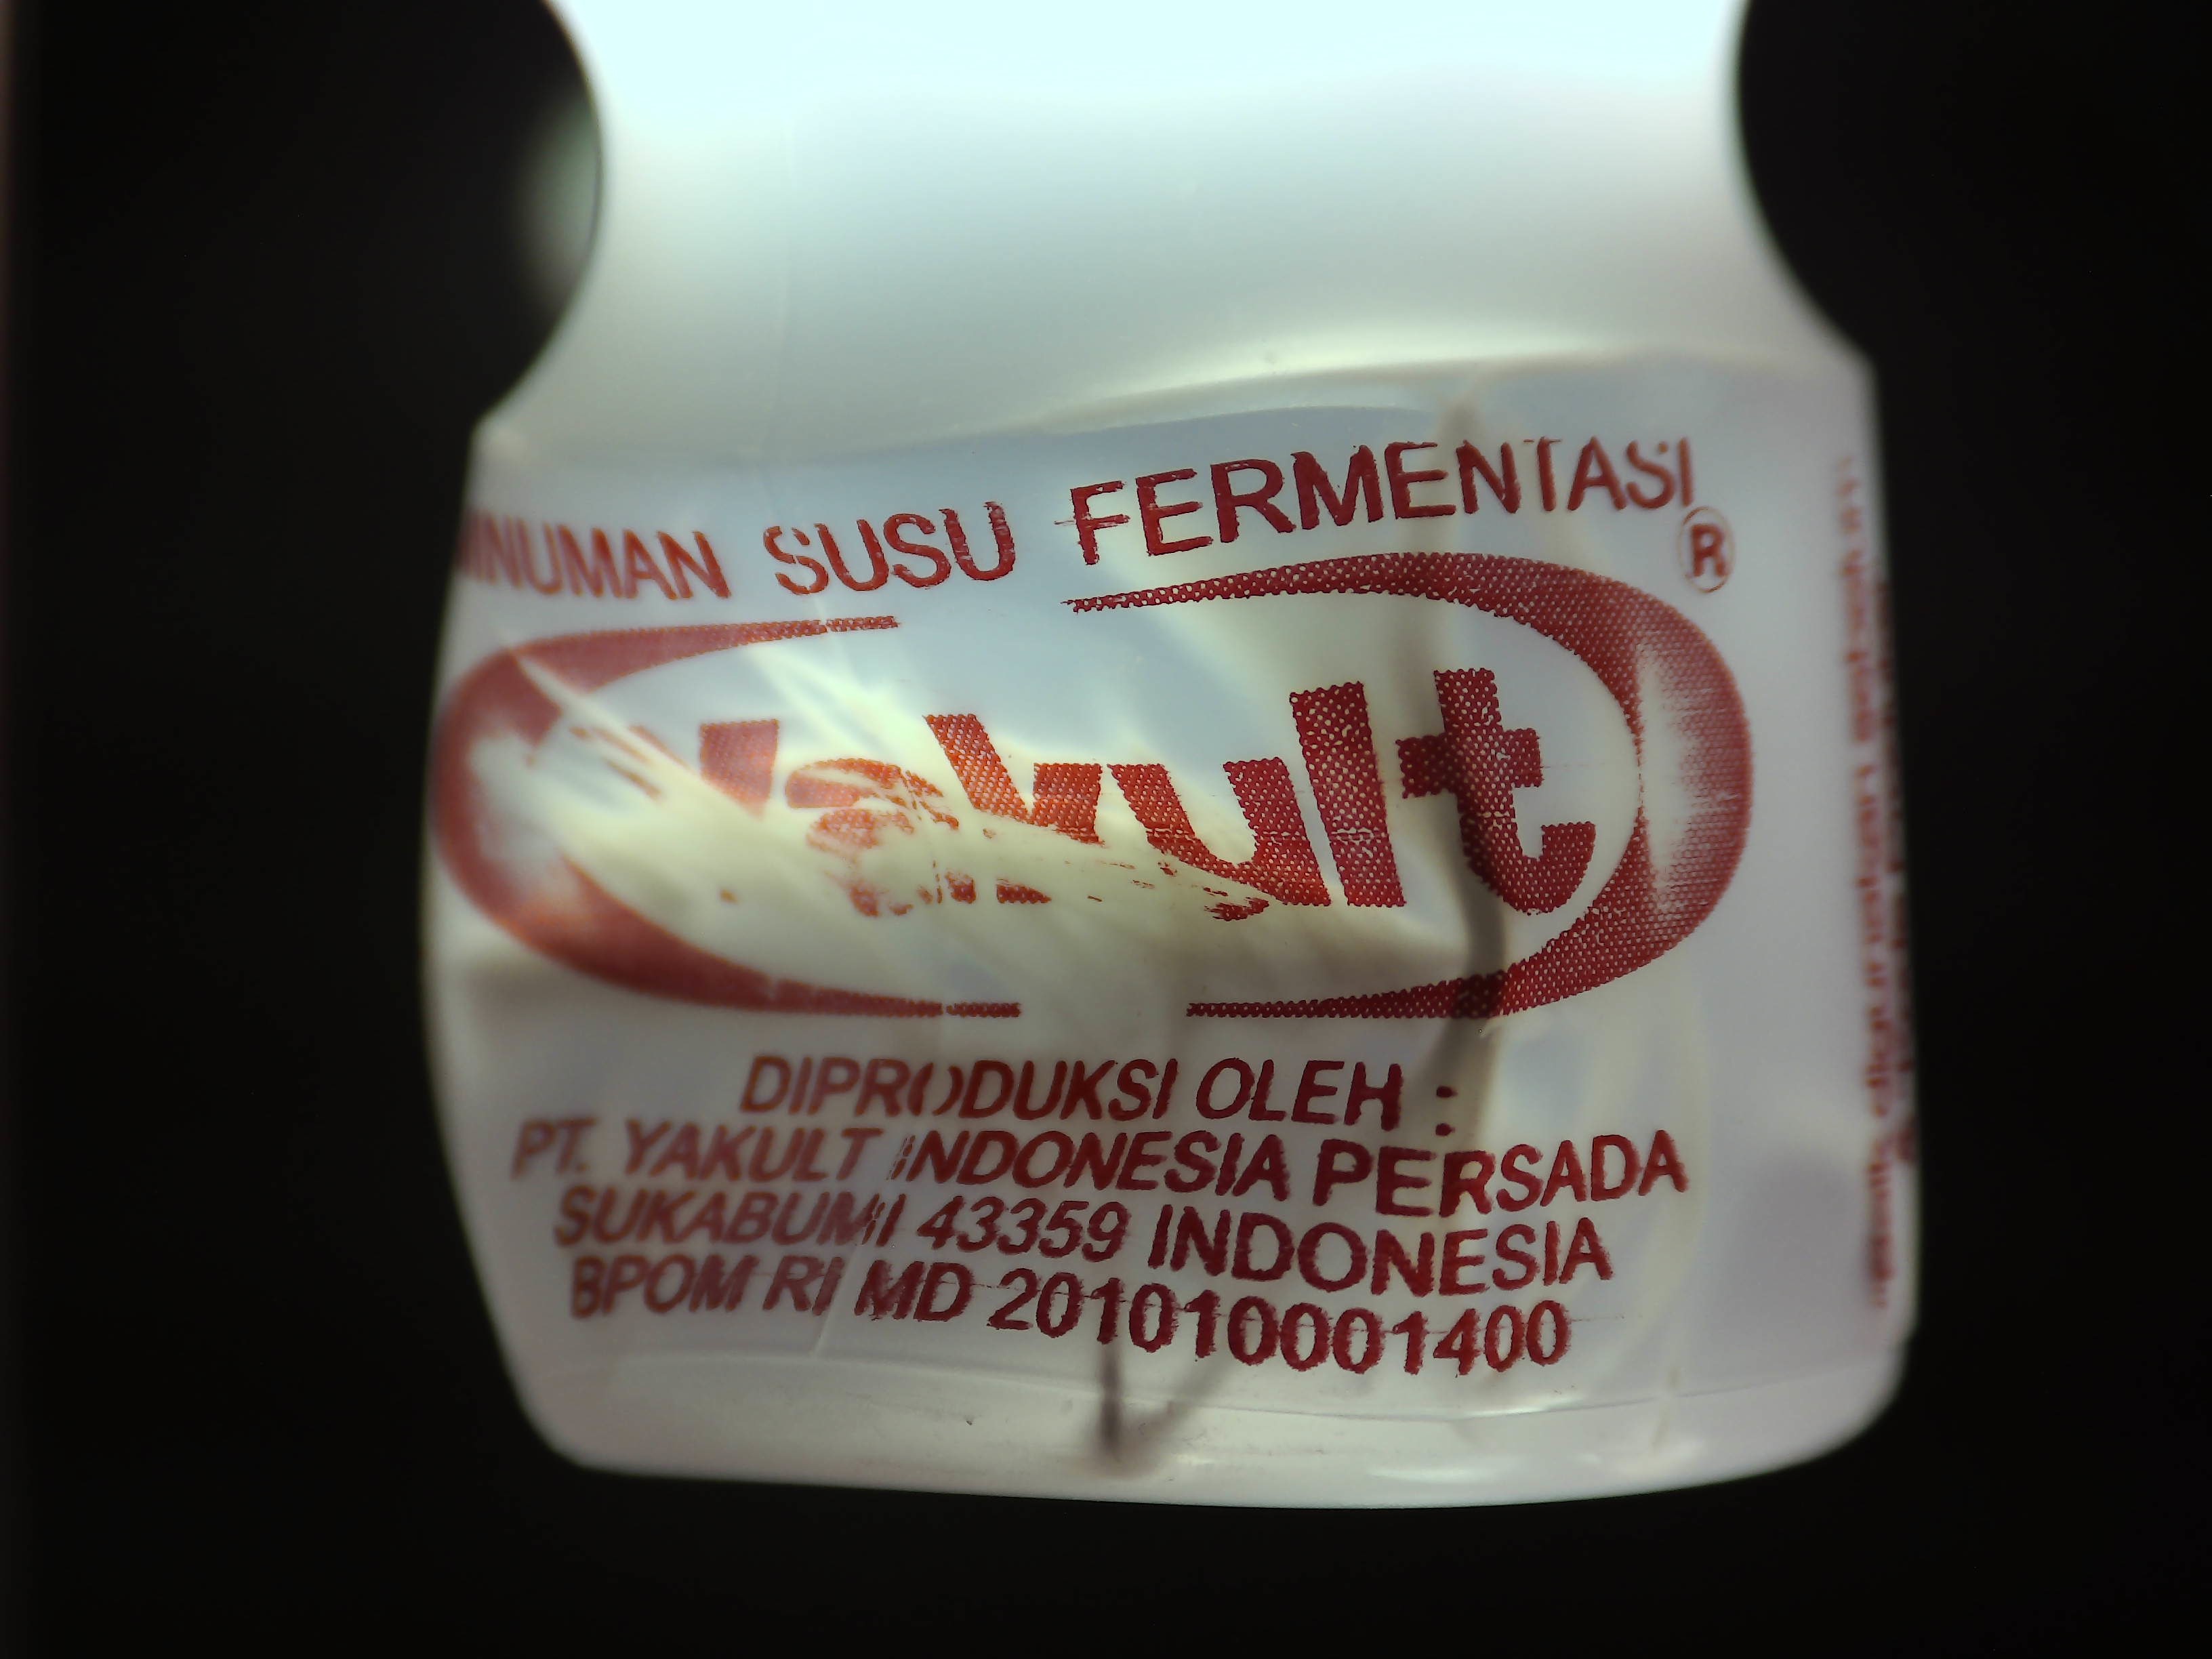 MINUMAN SUSU FERMENTASI
®
Yakult
DIPRODUKSI OLEH :
PT. YAKULT INDONESIA PERSADA
SUKABUMI 43359 INDONESIA
BPOM RI MD 201010001400